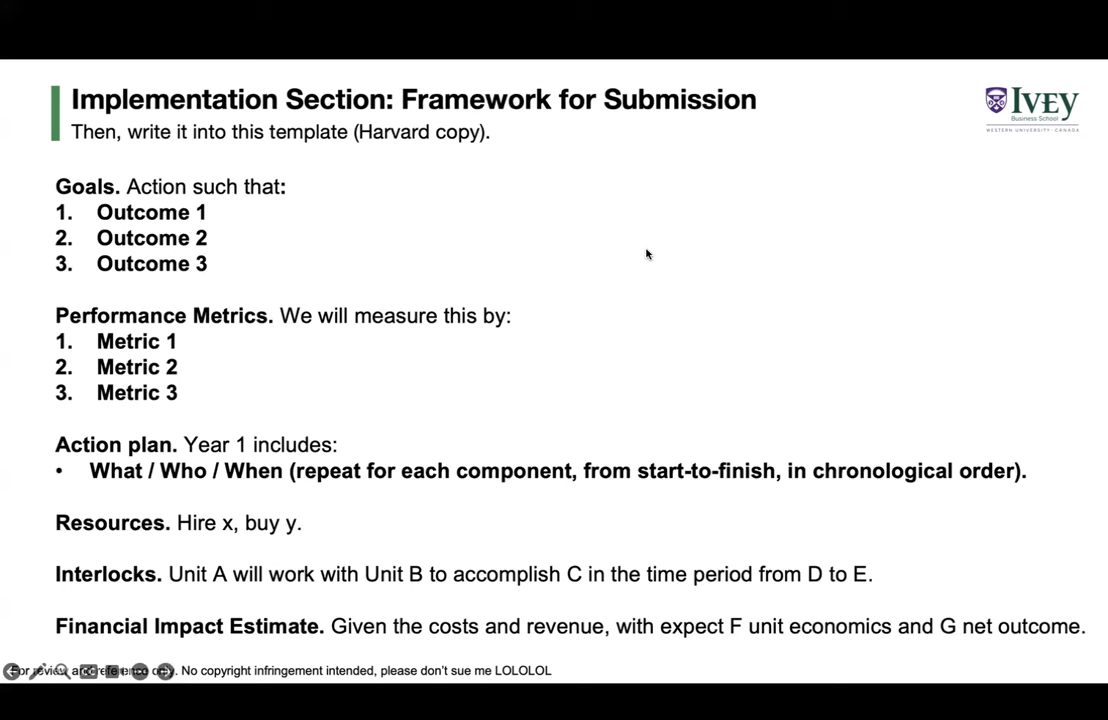 Implementation Section: Framework for Submission
Then, write it into this template (Harvard copy).
IVEY
Business School
WESTERN UNIVERSITY · CANADA
Goals. Action such that:
1. Outcome 1
2. Outcome 2
3. Outcome 3
Performance Metrics. We will measure this by:
1. Metric 1
2. Metric 2
3. Metric 3
Action plan. Year 1 includes:
• What / Who / When (repeat for each component, from start-to-finish, in chronological order).
Resources. Hire x, buy y.
Interlocks. Unit A will work with Unit B to accomplish C in the time period from D to E.
Financial Impact Estimate. Given the costs and revenue, with expect F unit economics and G net outcome.
For review and reference only. No copyright infringement intended, please don’t sue me LOLOLOL